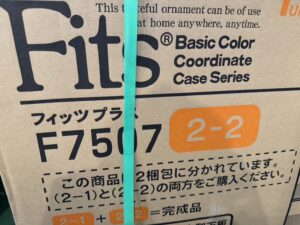 This tasteful ornament can be of use
at home anywhere, anytime.
Fits® Basic Color
Coordinate
Case Series
フィッツプラス
F7507 2-2
この商品は2梱包に分かれています。
(2-1)と(2-2)の両方をご購入ください。
2-1 + 2-2 = 完成品